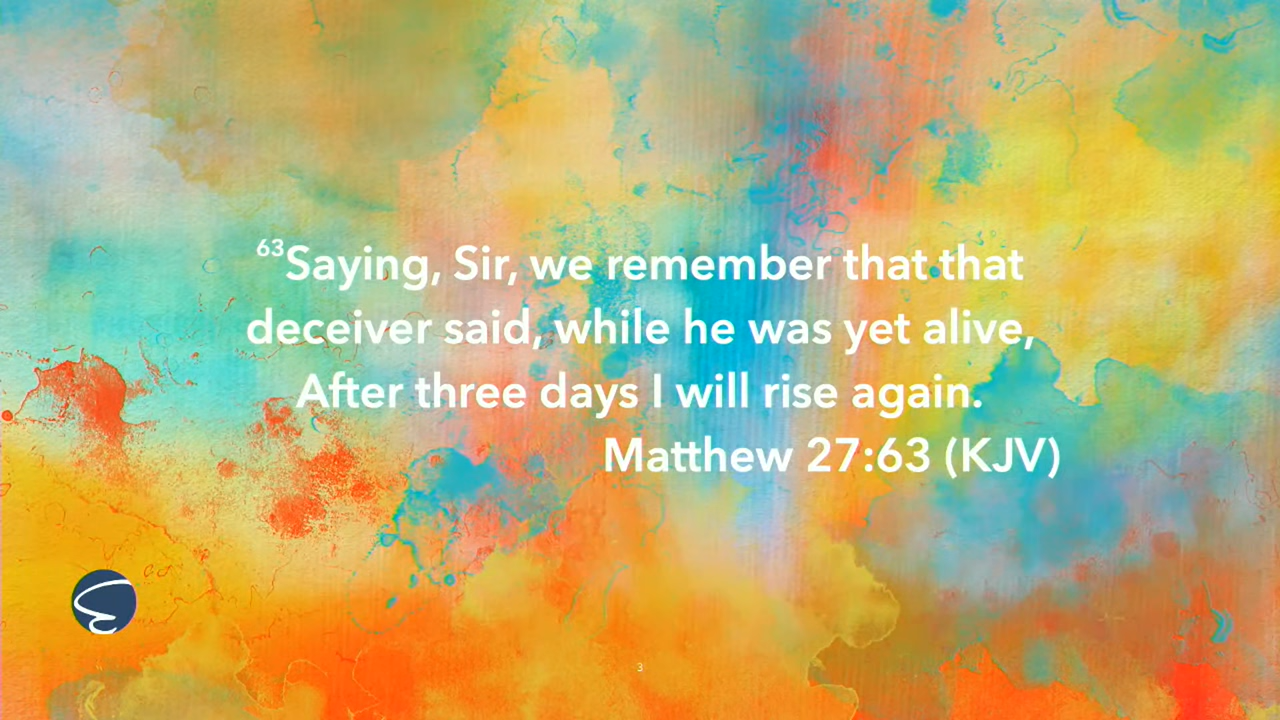 63Saying, Sir, we remember that that
deceiver said, while he was yet alive,
After three days I will rise again.
Matthew 27:63 (KJV)
3